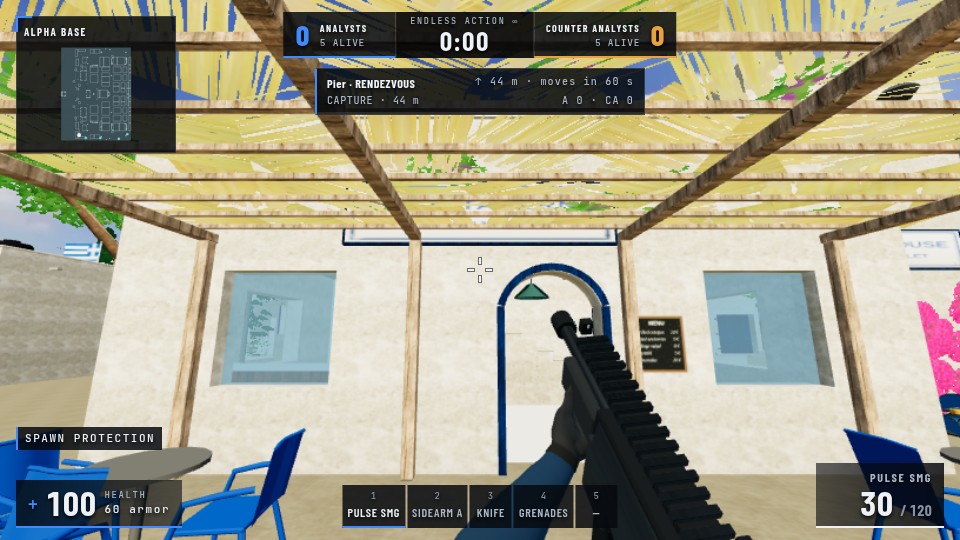 ALPHA BASE
0 ANALYSTS
5 ALIVE
ENDLESS ACTION ∞
0:00
COUNTER ANALYSTS 0
5 ALIVE
Pier · RENDEZVOUS ↑ 44 m · moves in 60 s
CAPTURE · 44 m A 0 · CA 0
MENU
SPAWN PROTECTION
+ 100 HEALTH
60 armor
1 2 3 4 5
PULSE SMG SIDEARM A KNIFE GRENADES —
PULSE SMG
30 / 120